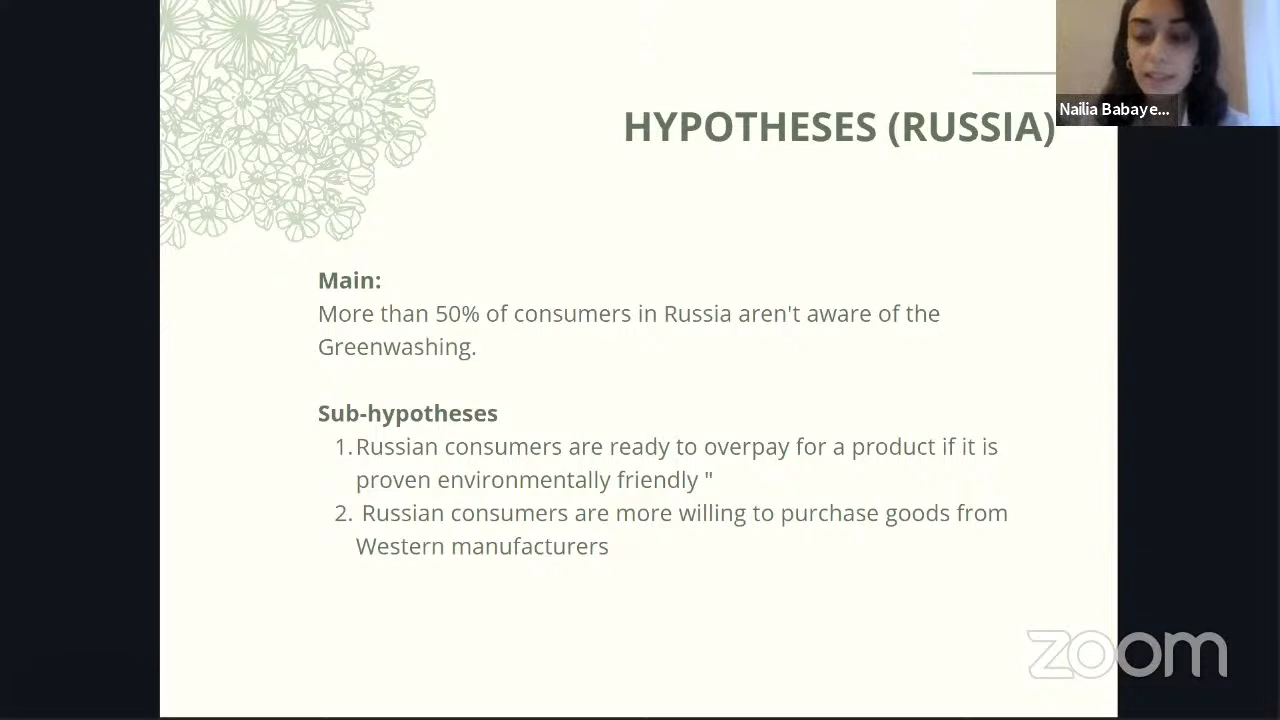 HYPOTHESES (RUSSIA)
Nailia Babaye...
Main:
More than 50% of consumers in Russia aren't aware of the
Greenwashing.
Sub-hypotheses
1. Russian consumers are ready to overpay for a product if it is
proven environmentally friendly "
2. Russian consumers are more willing to purchase goods from
Western manufacturers
zoom